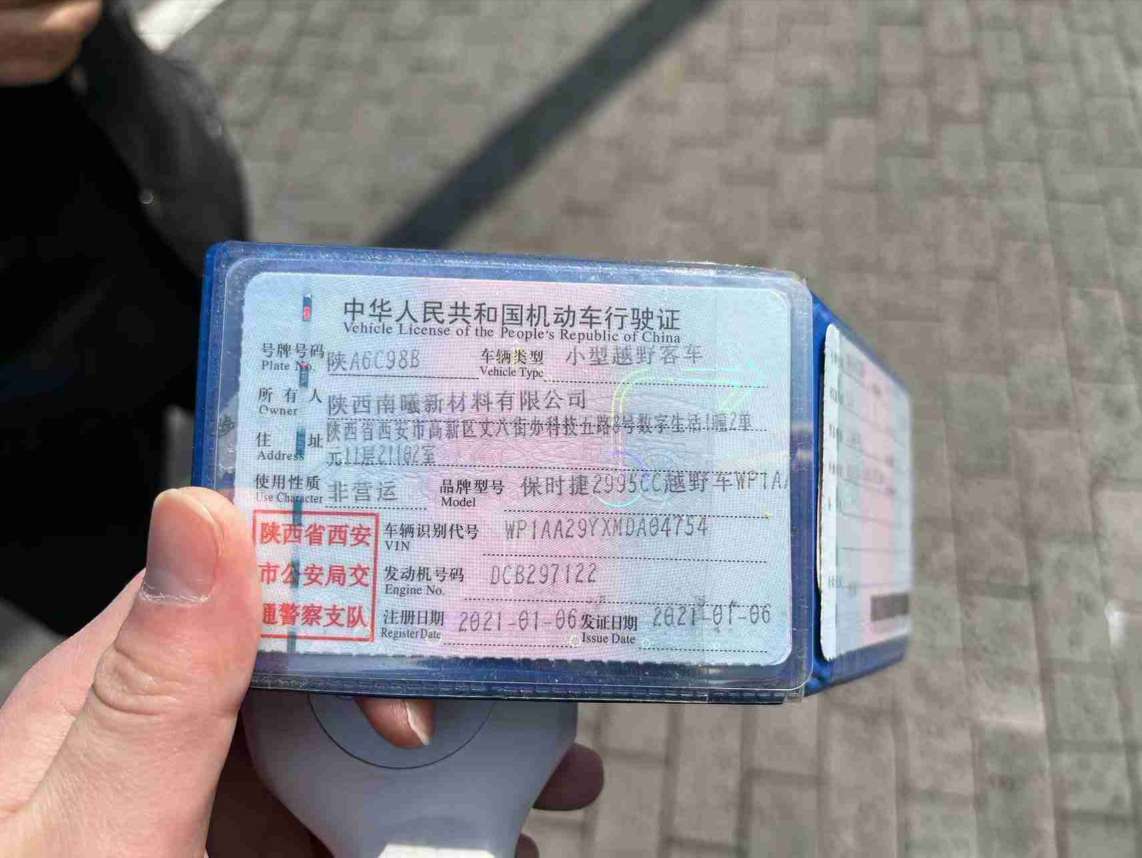 中华人民共和国机动车行驶证
Vehicle License of the People's Republic of China
号牌号码 陕A6C98B 车辆类型 小型越野客车
Plate No. Vehicle Type
所有人 陕西南曦新材料有限公司
Owner
住址 陕西省西安市高新区丈八街办科技五路8号数字生活1幢2单
Address 元11层21102室
使用性质 非营运 品牌型号 保时捷2995CC越野车WP1A
Use Character Model
陕西省西安 车辆识别代号 WP1AA29YXMDA04754
VIN
市公安局交 发动机号码 DCB297122
Engine No.
通警察支队 注册日期 2021-01-06 发证日期 2021-01-06
Register Date Issue Date